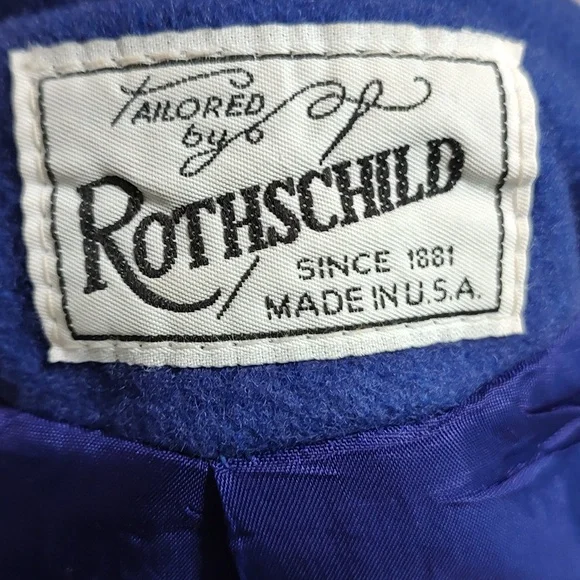 TAILORED
by
ROTHSCHILD
SINCE 1881
MADE IN U.S.A.